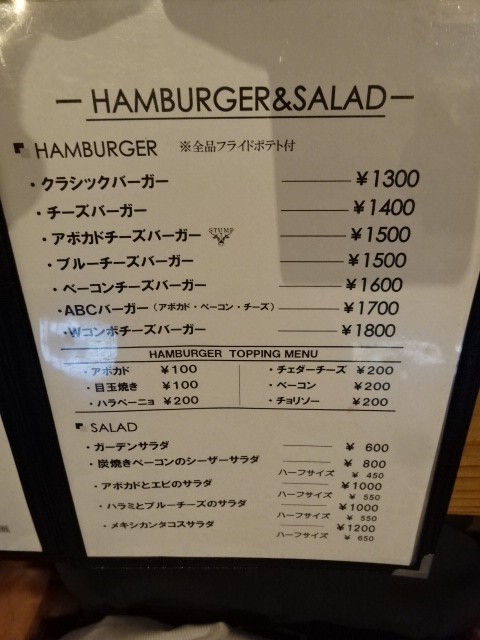 HAMBURGER&SALAD
HAMBURGER ※全品フライドポテト付
・クラシックバーガー ¥1300
・チーズバーガー ¥1400
・アボカドチーズバーガー STUMP ¥1500
・ブルーチーズバーガー ¥1500
・ベーコンチーズバーガー ¥1600
・ABCバーガー（アボカド・ベーコン・チーズ） ¥1700
・Wコンボチーズバーガー ¥1800
HAMBURGER TOPPING MENU
・アボカド ¥100 ・チェダーチーズ ¥200
・目玉焼き ¥100 ・ベーコン ¥200
・ハラペーニョ ¥200 ・チョリソー ¥200
SALAD
・ガーデンサラダ ¥ 600
・炭焼きベーコンのシーザーサラダ ¥ 800
ハーフサイズ ¥ 450
・アボカドとエビのサラダ ¥1000
ハーフサイズ ¥ 550
・ハラミとブルーチーズのサラダ ¥1000
ハーフサイズ ¥ 550
・メキシカンタコスサラダ ¥1200
ハーフサイズ ¥ 650